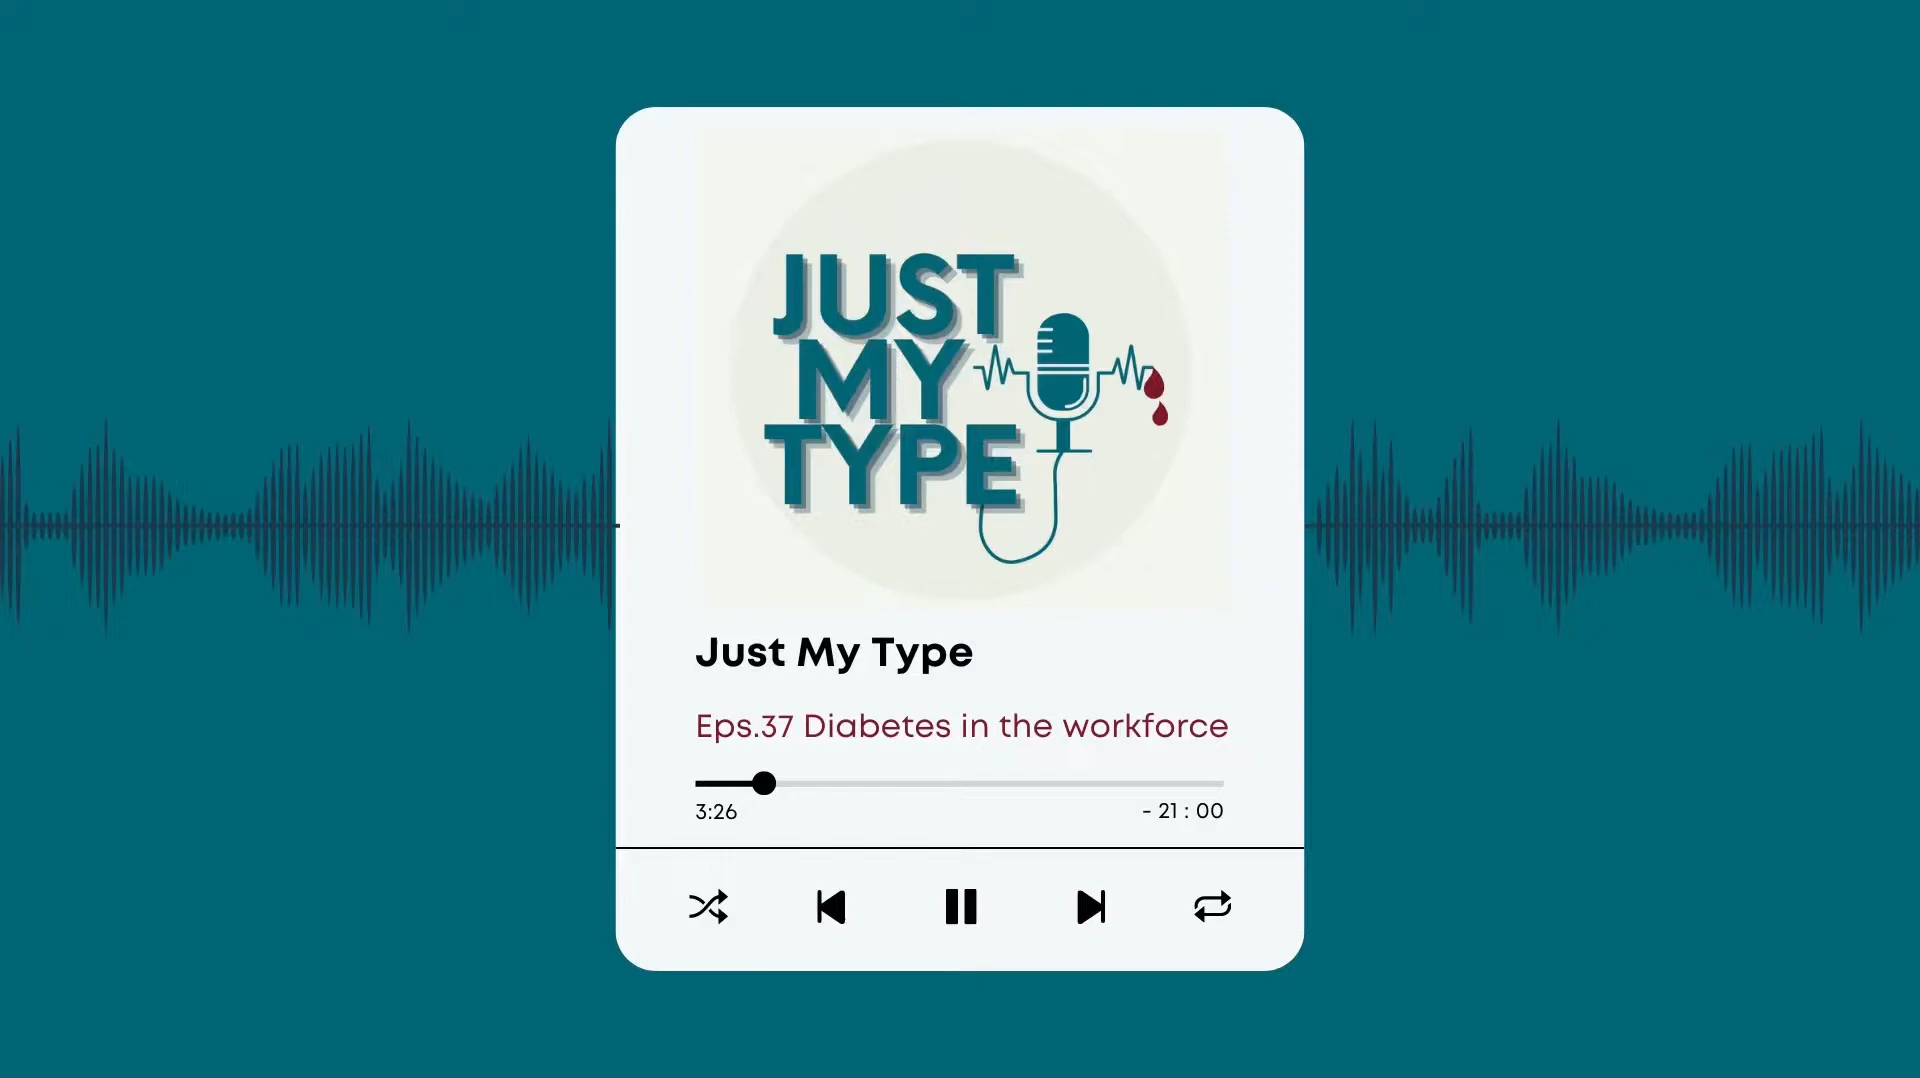 JUST
MY
TYPE
Just My Type
Eps.37 Diabetes in the workforce
3:26
- 21 : 00